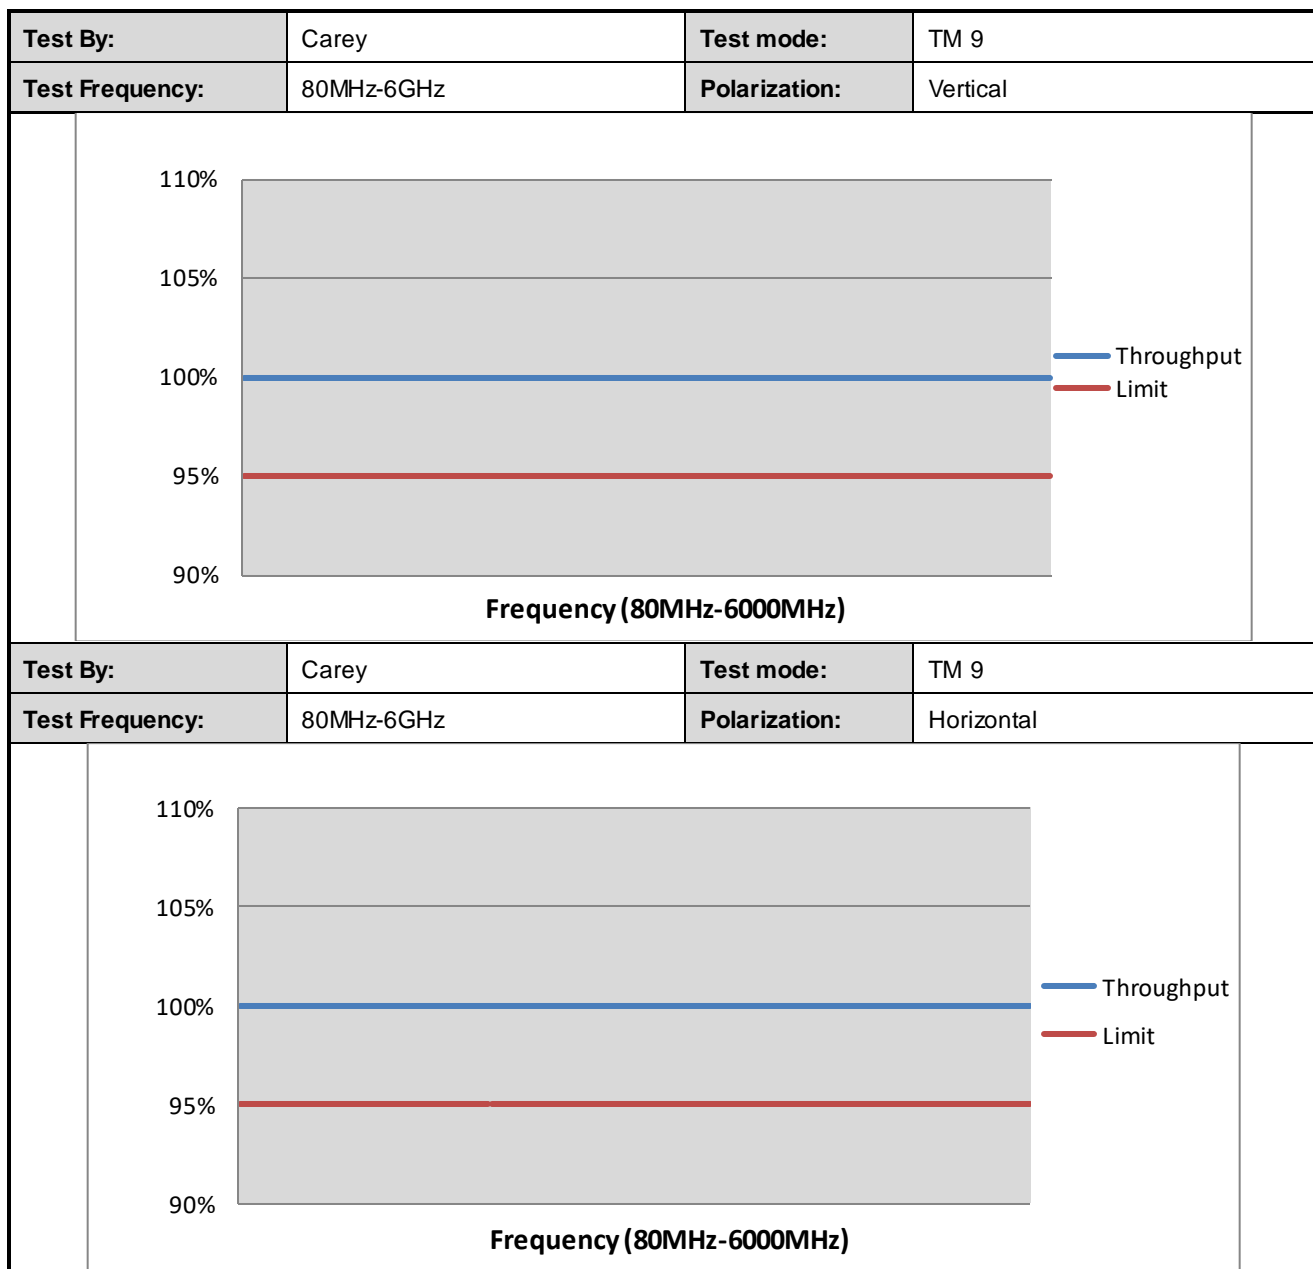 Test By: Carey Test mode: TM 9
Test Frequency: 80MHz-6GHz Polarization: Vertical
110%
105%
100%
95%
90%
Throughput
Limit
Frequency (80MHz-6000MHz)
Test By: Carey Test mode: TM 9
Test Frequency: 80MHz-6GHz Polarization: Horizontal
110%
105%
100%
95%
90%
Throughput
Limit
Frequency (80MHz-6000MHz)